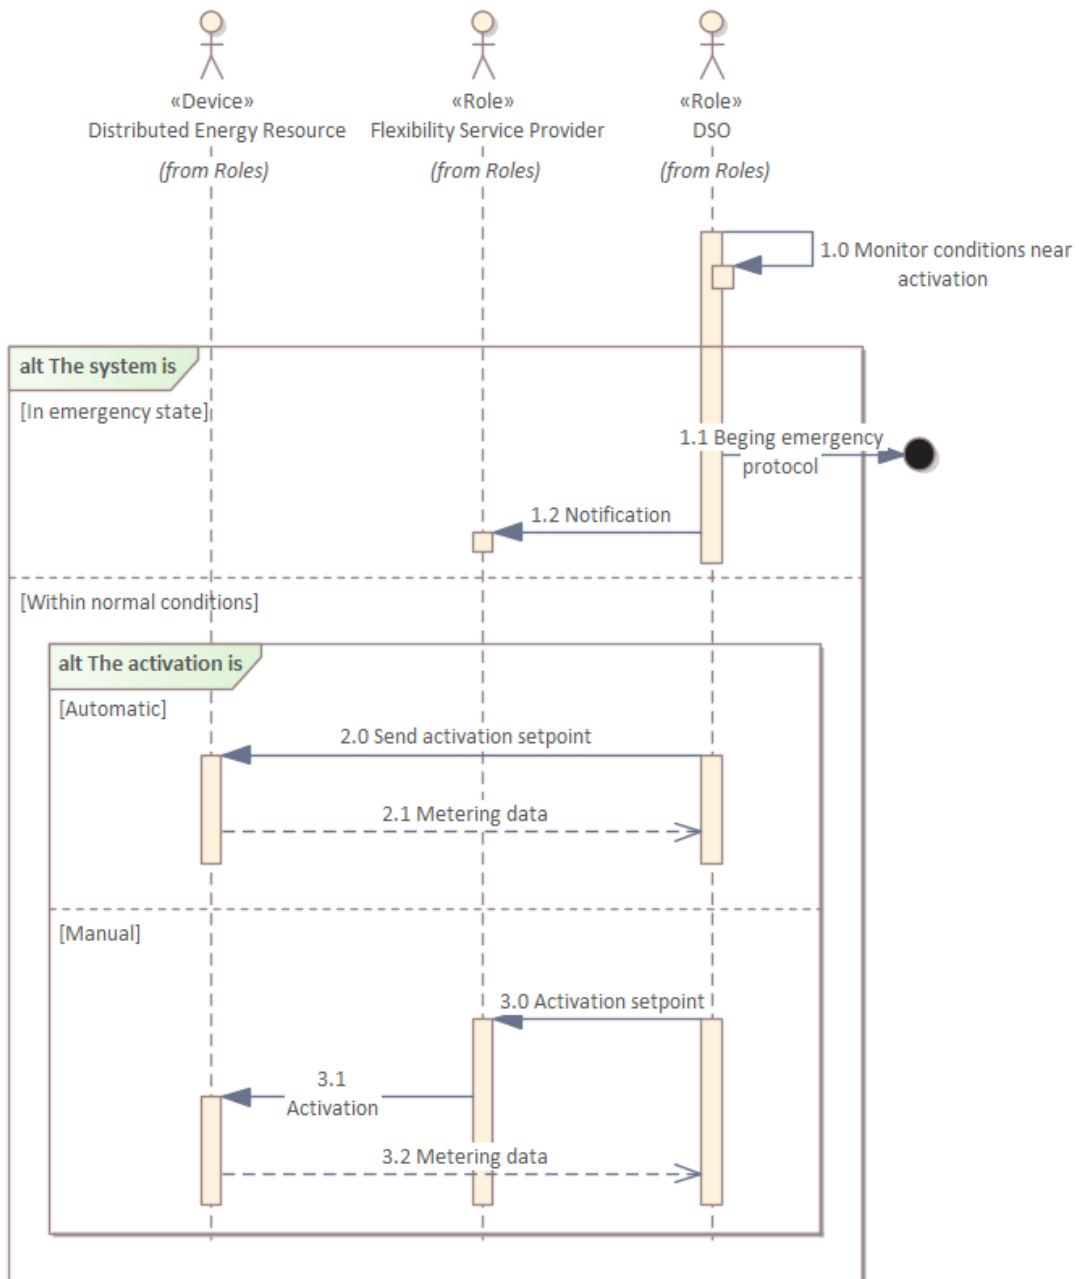 «Device»
Distributed Energy Resource
(from Roles)
«Role»
Flexibility Service Provider
(from Roles)
«Role»
DSO
(from Roles)
1.0 Monitor conditions near
activation
alt The system is
[In emergency state]
1.1 Beging emergency
protocol
1.2 Notification
[Within normal conditions]
alt The activation is
[Automatic]
2.0 Send activation setpoint
2.1 Metering data
[Manual]
3.0 Activation setpoint
3.1
Activation
3.2 Metering data